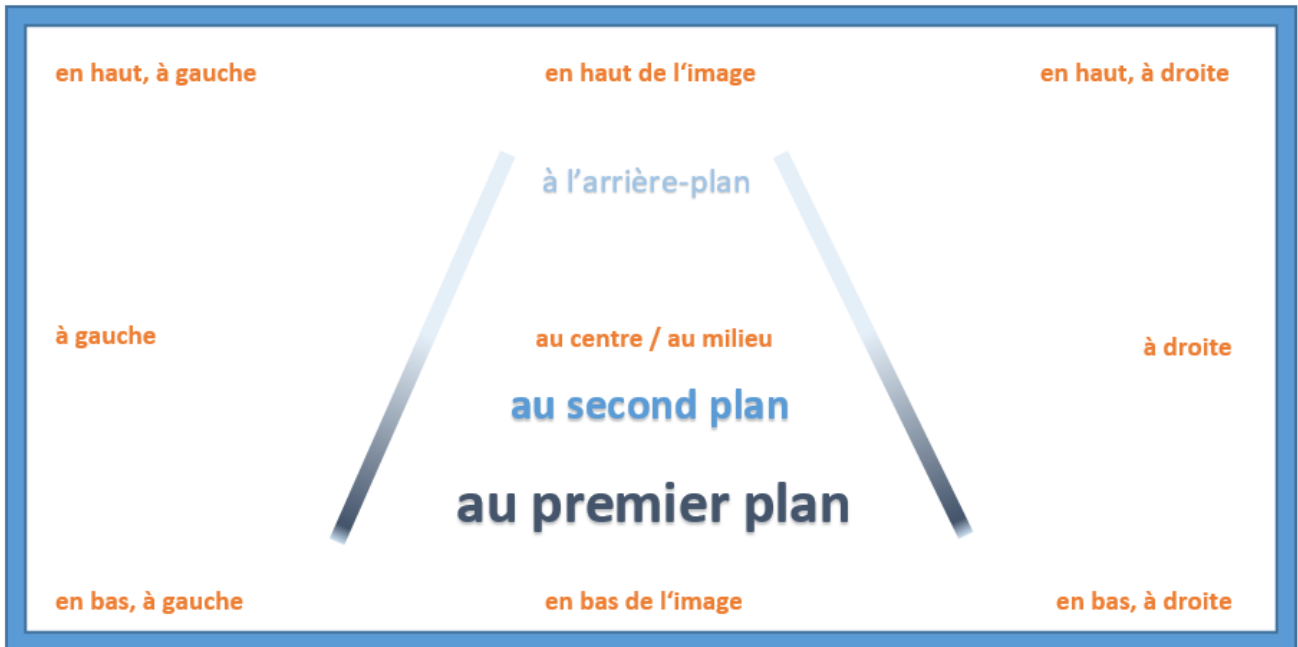 en haut, à gauche
en haut de l‘image
en haut, à droite
à l’arrière-plan
à gauche
au centre / au milieu
à droite
au second plan
au premier plan
en bas, à gauche
en bas de l‘image
en bas, à droite